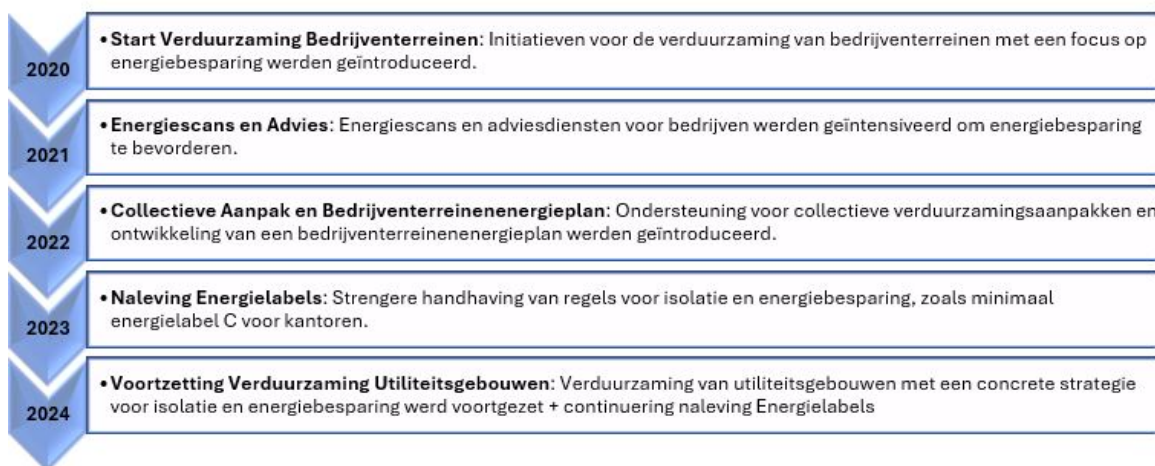 2020
• Start Verduurzaming Bedrijventerreinen: Initiatieven voor de verduurzaming van bedrijventerreinen met een focus op
energiebesparing werden geïntroduceerd.
2021
• Energiescans en Advies: Energiescans en adviesdiensten voor bedrijven werden geïntensiveerd om energiebesparing
te bevorderen.
2022
• Collectieve Aanpak en Bedrijventerreinenenergieplan: Ondersteuning voor collectieve verduurzamingsaanpakken en
ontwikkeling van een bedrijventerreinenenergieplan werden geïntroduceerd.
2023
• Naleving Energielabels: Strengere handhaving van regels voor isolatie en energiebesparing, zoals minimaal
energielabel C voor kantoren.
2024
• Voortzetting Verduurzaming Utiliteitsgebouwen: Verduurzaming van utiliteitsgebouwen met een concrete strategie
voor isolatie en energiebesparing werd voortgezet + continuering naleving Energielabels